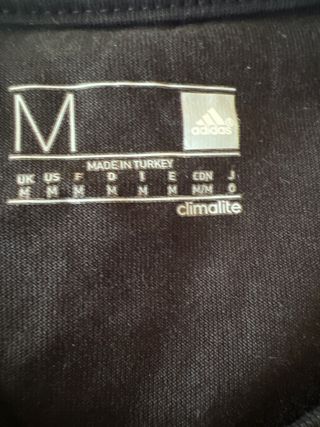 M adidas
MADE IN TURKEY
UK US F D I E CDN J
M M M M M M M/M O
climalite